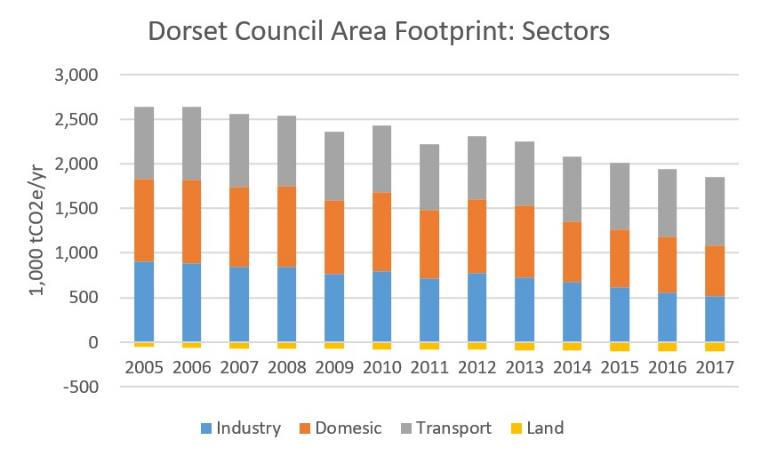 Dorset Council Area Footprint: Sectors
1,000 tCO2e/yr
3,000
2,500
2,000
1,500
1,000
500
0
-500
2005 2006 2007 2008 2009 2010 2011 2012 2013 2014 2015 2016 2017
Industry Domesic Transport Land